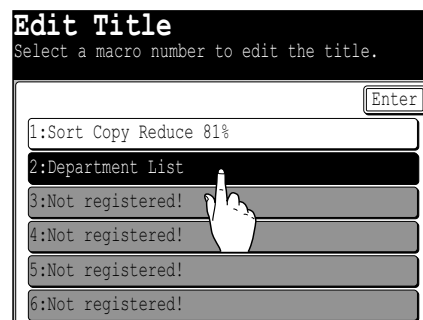 Edit Title
Select a macro number to edit the title.
Enter
1:Sort Copy Reduce 81%
2:Department List
3:Not registered!
4:Not registered!
5:Not registered!
6:Not registered!